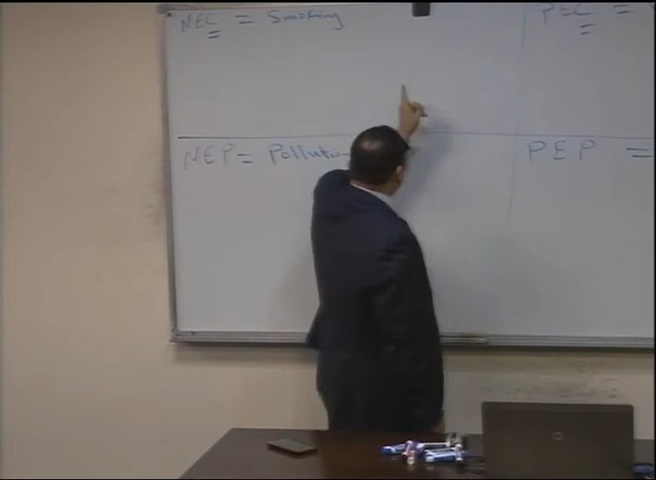 NEC = Smoking
PEC =
NEP = Pollution
PEP =